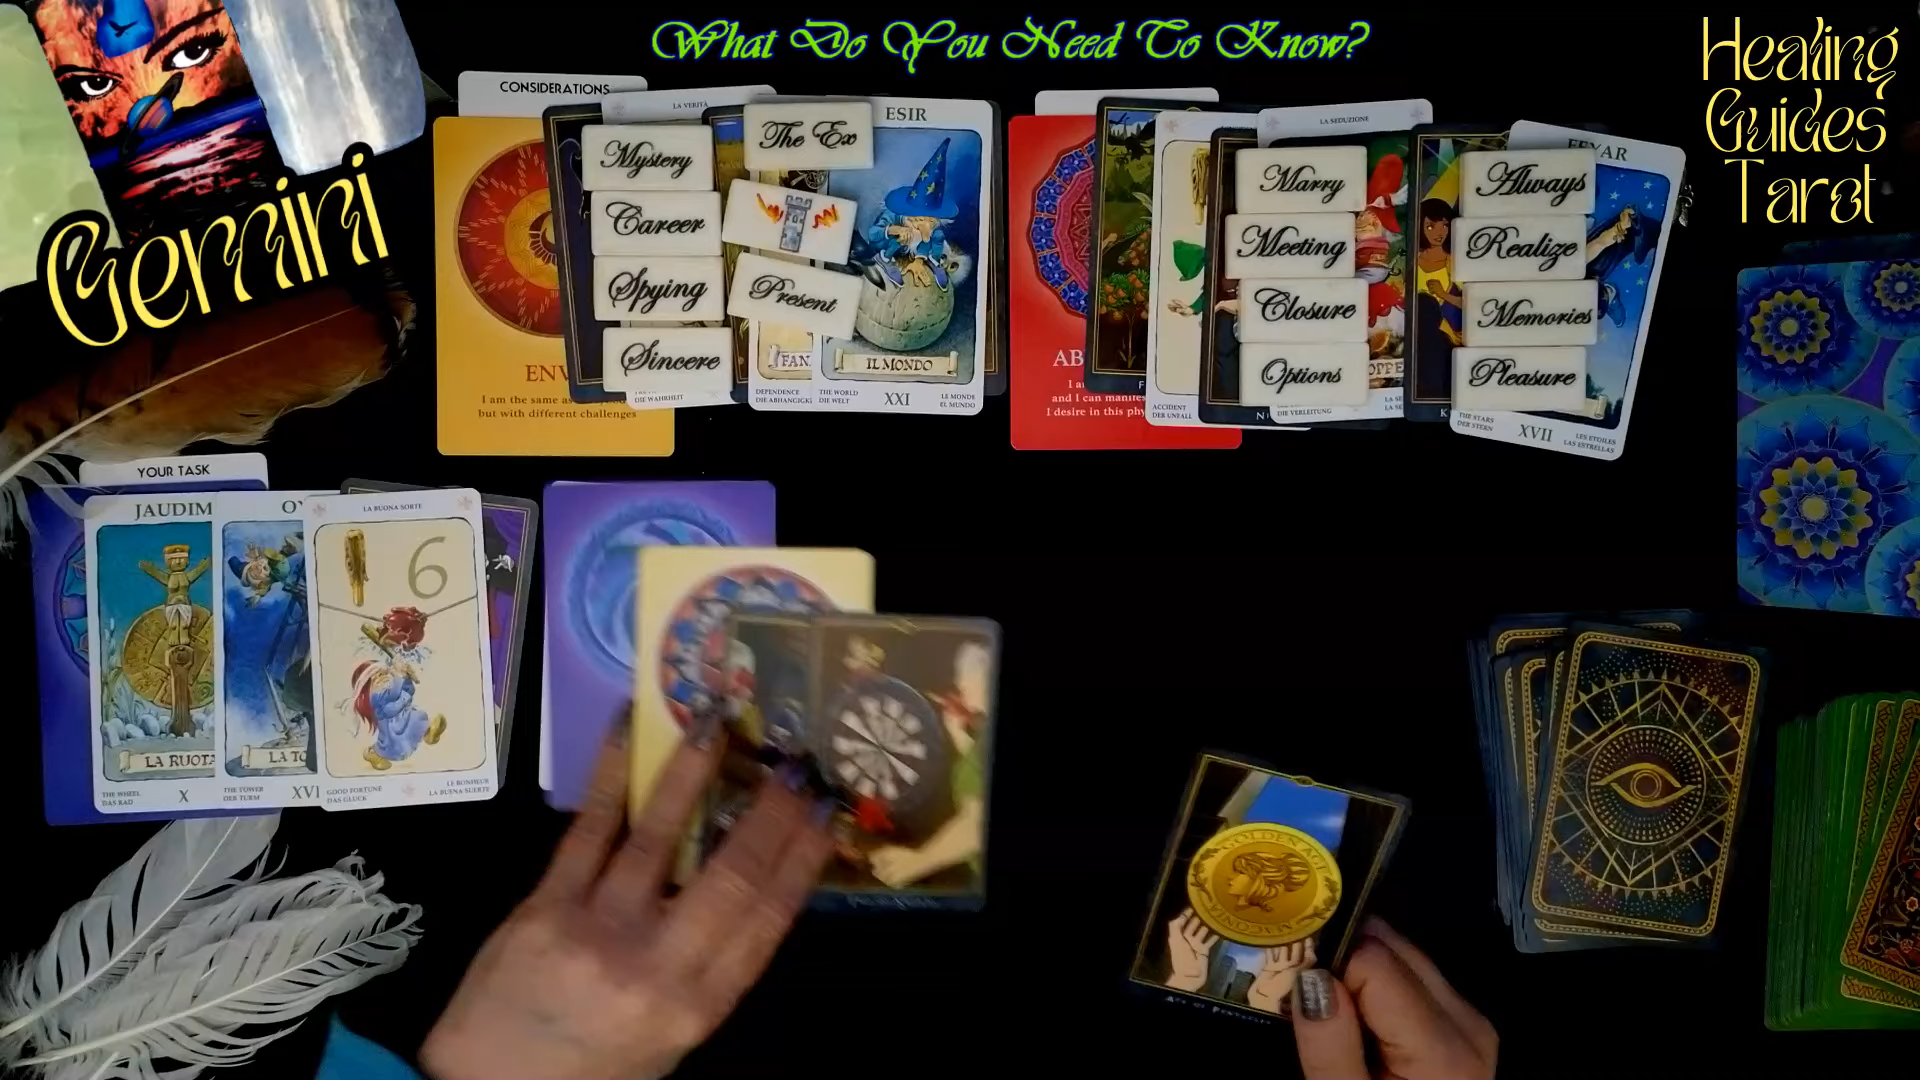 What Do You Need To Know?
Healing
Guides
Tarot
Gemini
CONSIDERATIONS
LA VERITÀ
ESIR
Mystery
The Ex
Career
Spying
Present
Sincere
IL MONDO
DIE WAHRHEIT
DEPENDENCE
THE WORLD
DIE WELT
XXI
LE MONDE
EL MUNDO
ENV
I am the same as
but with different challenges
LA SEDUZIONE
Marry
Meeting
Closure
Options
Always
Realize
Memories
Pleasure
AB
and I can manifes
I desire in this phy
ACCIDENT
DER UNFALL
DIE VERLEITUNG
THE STARS
DER STERN
XVII
LES ETOILES
LAS ESTRELLAS
YOUR TASK
JAUDIM
LA RUOTA
THE WHEEL
DAS RAD
X
LA TO
THE TOWER
DER TURM
XVI
LA BUONA SORTE
6
GOOD FORTUNE
DAS GLUCK
LE BONHEUR
LA BUENA SUERTE
GOLDEN AGE